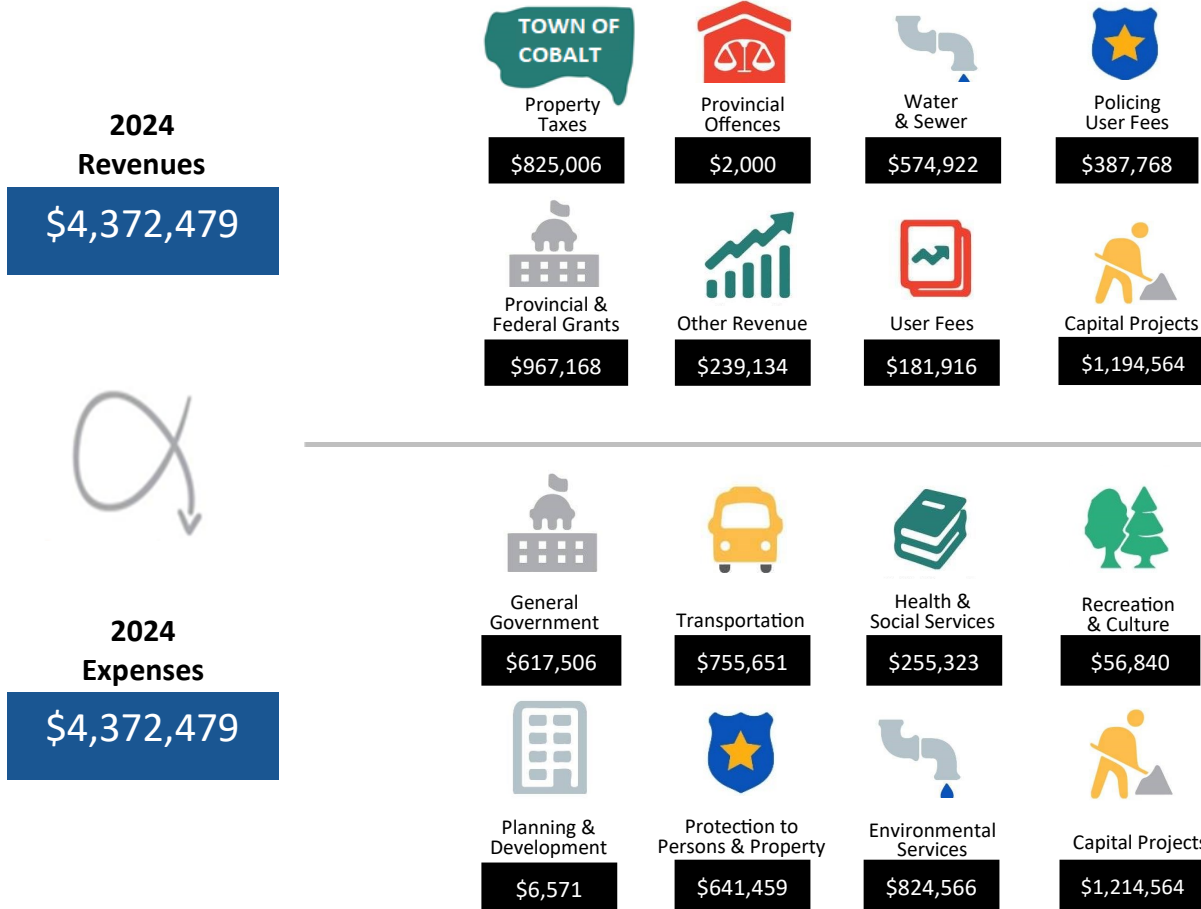 TOWN OF
COBALT
2024
Revenues
$4,372,479
Property
Taxes
$825,006
Provincial
Offences
$2,000
Water
& Sewer
$574,922
Policing
User Fees
$387,768
Provincial &
Federal Grants
$967,168
Other Revenue
$239,134
User Fees
$181,916
Capital Projects
$1,194,564
2024
Expenses
$4,372,479
General
Government
$617,506
Transportation
$755,651
Health &
Social Services
$255,323
Recreation
& Culture
$56,840
Planning &
Development
$6,571
Protection to
Persons & Property
$641,459
Environmental
Services
$824,566
Capital Projects
$1,214,564